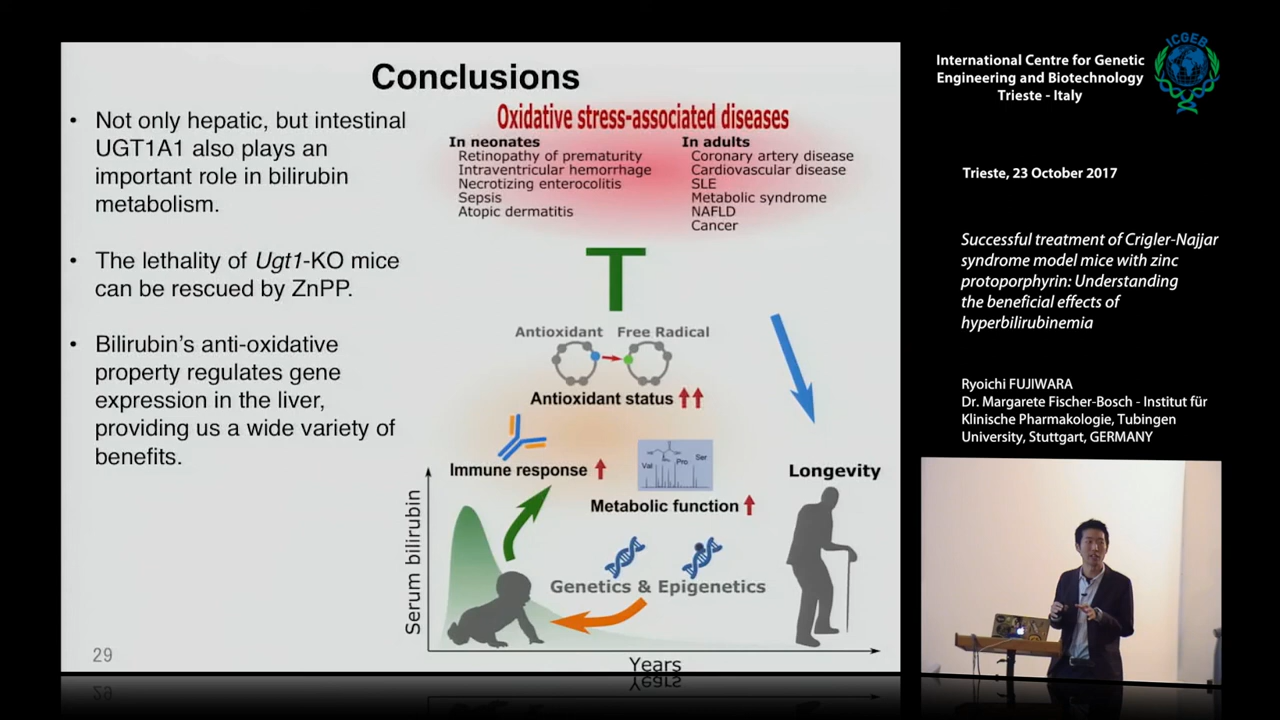 Conclusions
• Not only hepatic, but intestinal
UGT1A1 also plays an
important role in bilirubin
metabolism.
• The lethality of Ugt1-KO mice
can be rescued by ZnPP.
• Bilirubin's anti-oxidative
property regulates gene
expression in the liver,
providing us a wide variety of
benefits.
29
Oxidative stress-associated diseases
In neonates
Retinopathy of prematurity
Intraventricular hemorrhage
Necrotizing enterocolitis
Sepsis
Atopic dermatitis
In adults
Coronary artery disease
Cardiovascular disease
SLE
Metabolic syndrome
NAFLD
Cancer
Antioxidant Free Radical
Antioxidant status
Immune response
Val Pro Ser
Metabolic function
Longevity
Genetics & Epigenetics
Serum bilirubin
Years
ICGEB
International Centre for Genetic
Engineering and Biotechnology
Trieste - Italy
Trieste, 23 October 2017
Successful treatment of Crigler-Najjar
syndrome model mice with zinc
protoporphyrin: Understanding
the beneficial effects of
hyperbilirubinemia
Ryoichi FUJIWARA
Dr. Margarete Fischer-Bosch - Institut für
Klinische Pharmakologie, Tubingen
University, Stuttgart, GERMANY